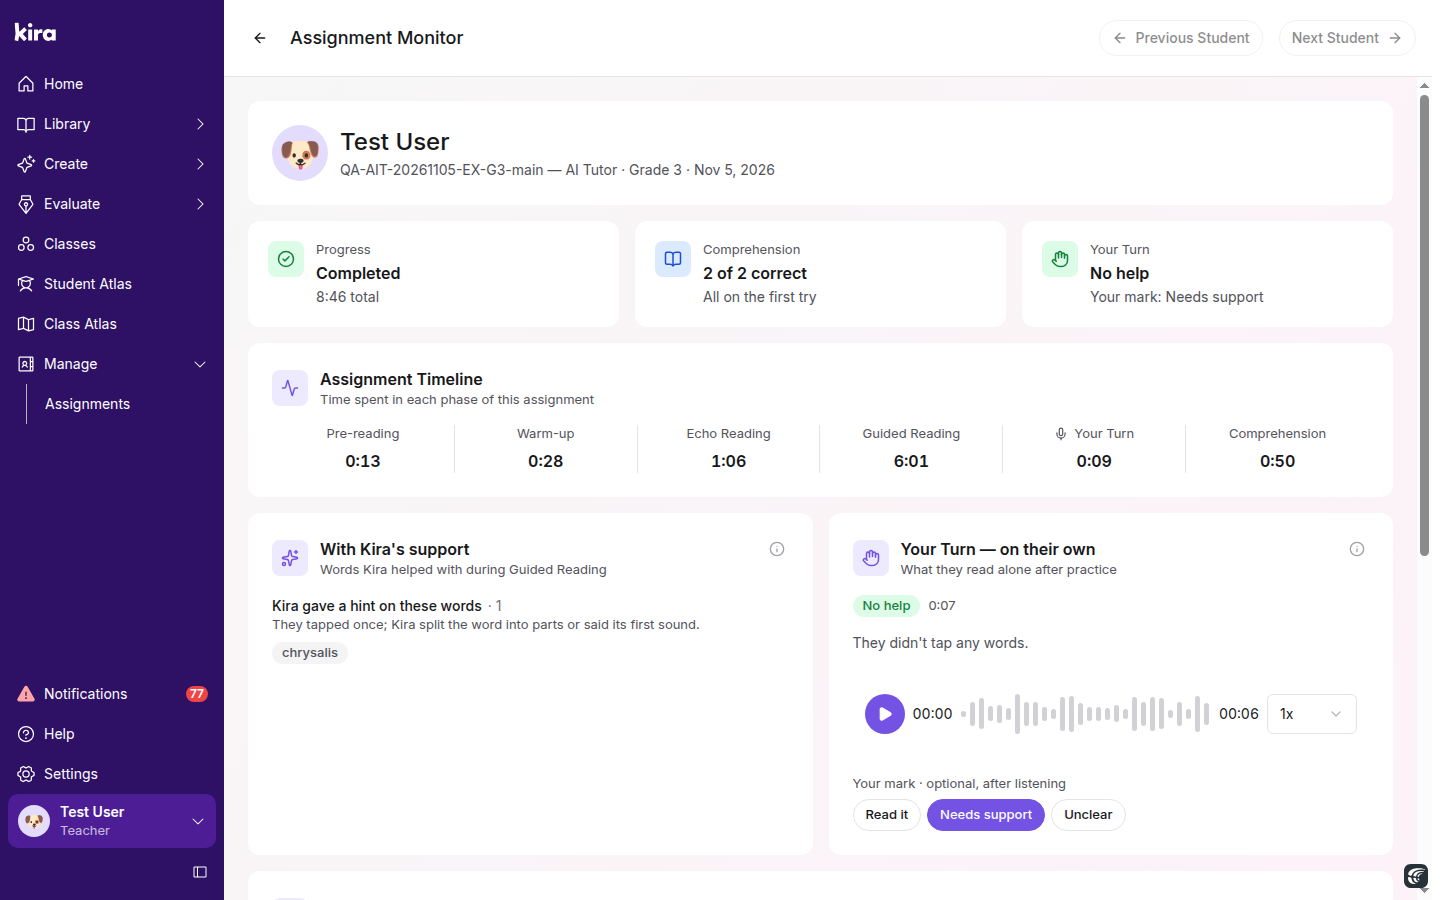 kira
Home
Library
Create
Evaluate
Classes
Student Atlas
Class Atlas
Manage
Assignments
Notifications 77
Help
Settings
Test User
Teacher
Assignment Monitor
Previous Student
Next Student
Test User
QA-AIT-20261105-EX-G3-main — AI Tutor · Grade 3 · Nov 5, 2026
Progress
Completed
8:46 total
Comprehension
2 of 2 correct
All on the first try
Your Turn
No help
Your mark: Needs support
Assignment Timeline
Time spent in each phase of this assignment
Pre-reading
0:13
Warm-up
0:28
Echo Reading
1:06
Guided Reading
6:01
Your Turn
0:09
Comprehension
0:50
With Kira's support
Words Kira helped with during Guided Reading
Kira gave a hint on these words · 1
They tapped once; Kira split the word into parts or said its first sound.
chrysalis
Your Turn — on their own
What they read alone after practice
No help 0:07
They didn't tap any words.
00:00 00:06 1x
Your mark · optional, after listening
Read it
Needs support
Unclear